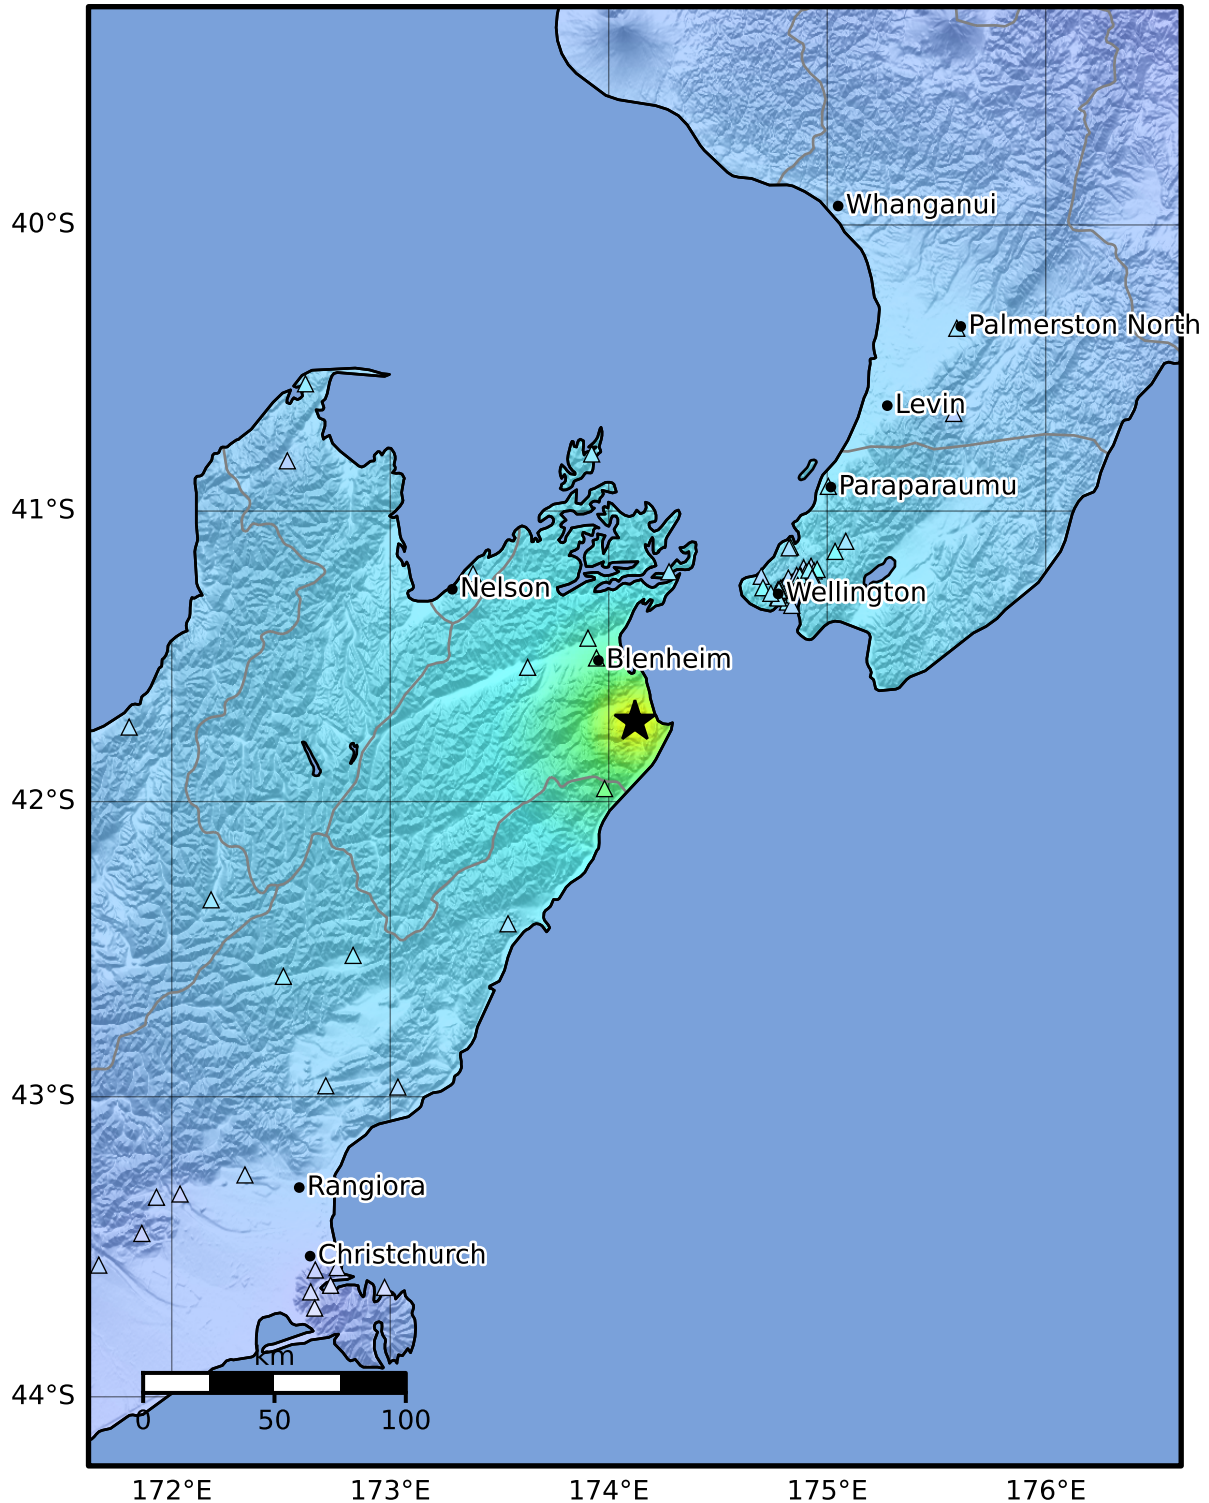 Whanganui
40°S
Palmerston North
Levin
Paraparaumu
41°S
Nelson
Wellington
Blenheim
42°S
43°S
Rangiora
Christchurch
km
44°S
0 50 100
172°E 173°E 174°E 175°E 176°E